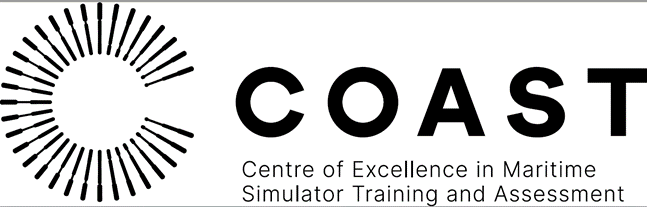 COAST
Centre of Excellence in Maritime
Simulator Training and Assessment